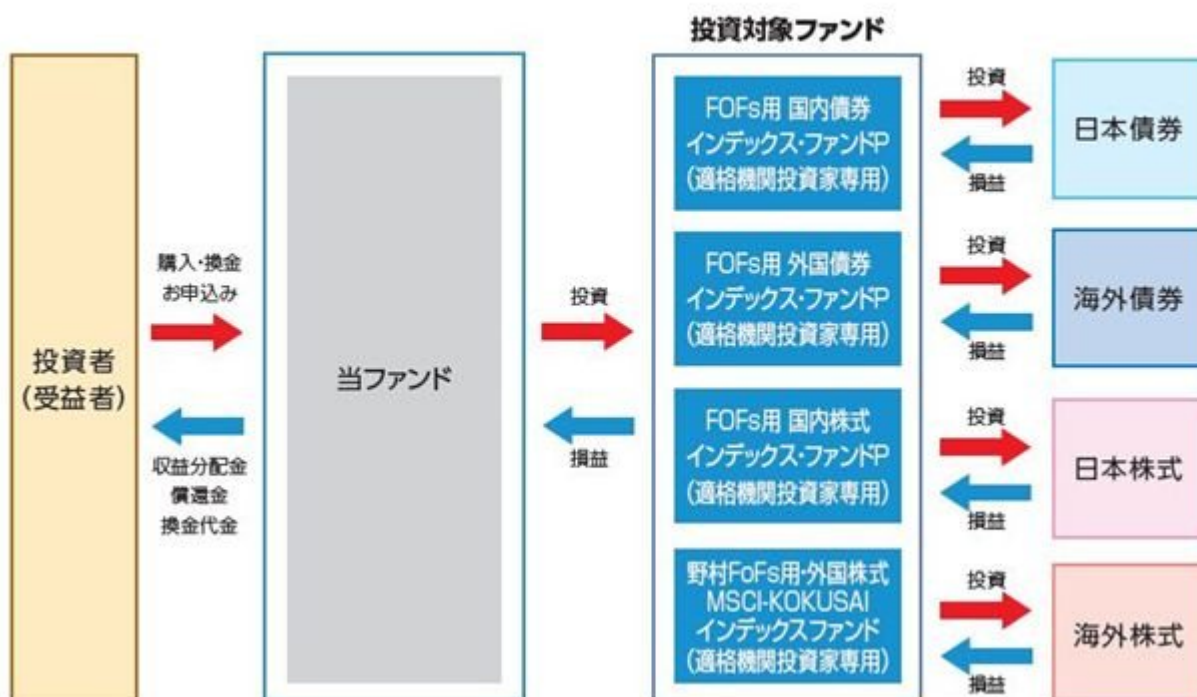 投資対象ファンド
投資者
(受益者)
購入・換金
お申込み
収益分配金
償還金
換金代金
当ファンド
投資
損益
FOFs用 国内債券
インデックス・ファンドP
(適格機関投資家専用)
投資
損益
日本債券
FOFs用 外国債券
インデックス・ファンドP
(適格機関投資家専用)
投資
損益
海外債券
FOFs用 国内株式
インデックス・ファンドP
(適格機関投資家専用)
投資
損益
日本株式
野村FoFs用・外国株式
MSCI-KOKUSAI
インデックスファンド
(適格機関投資家専用)
投資
損益
海外株式